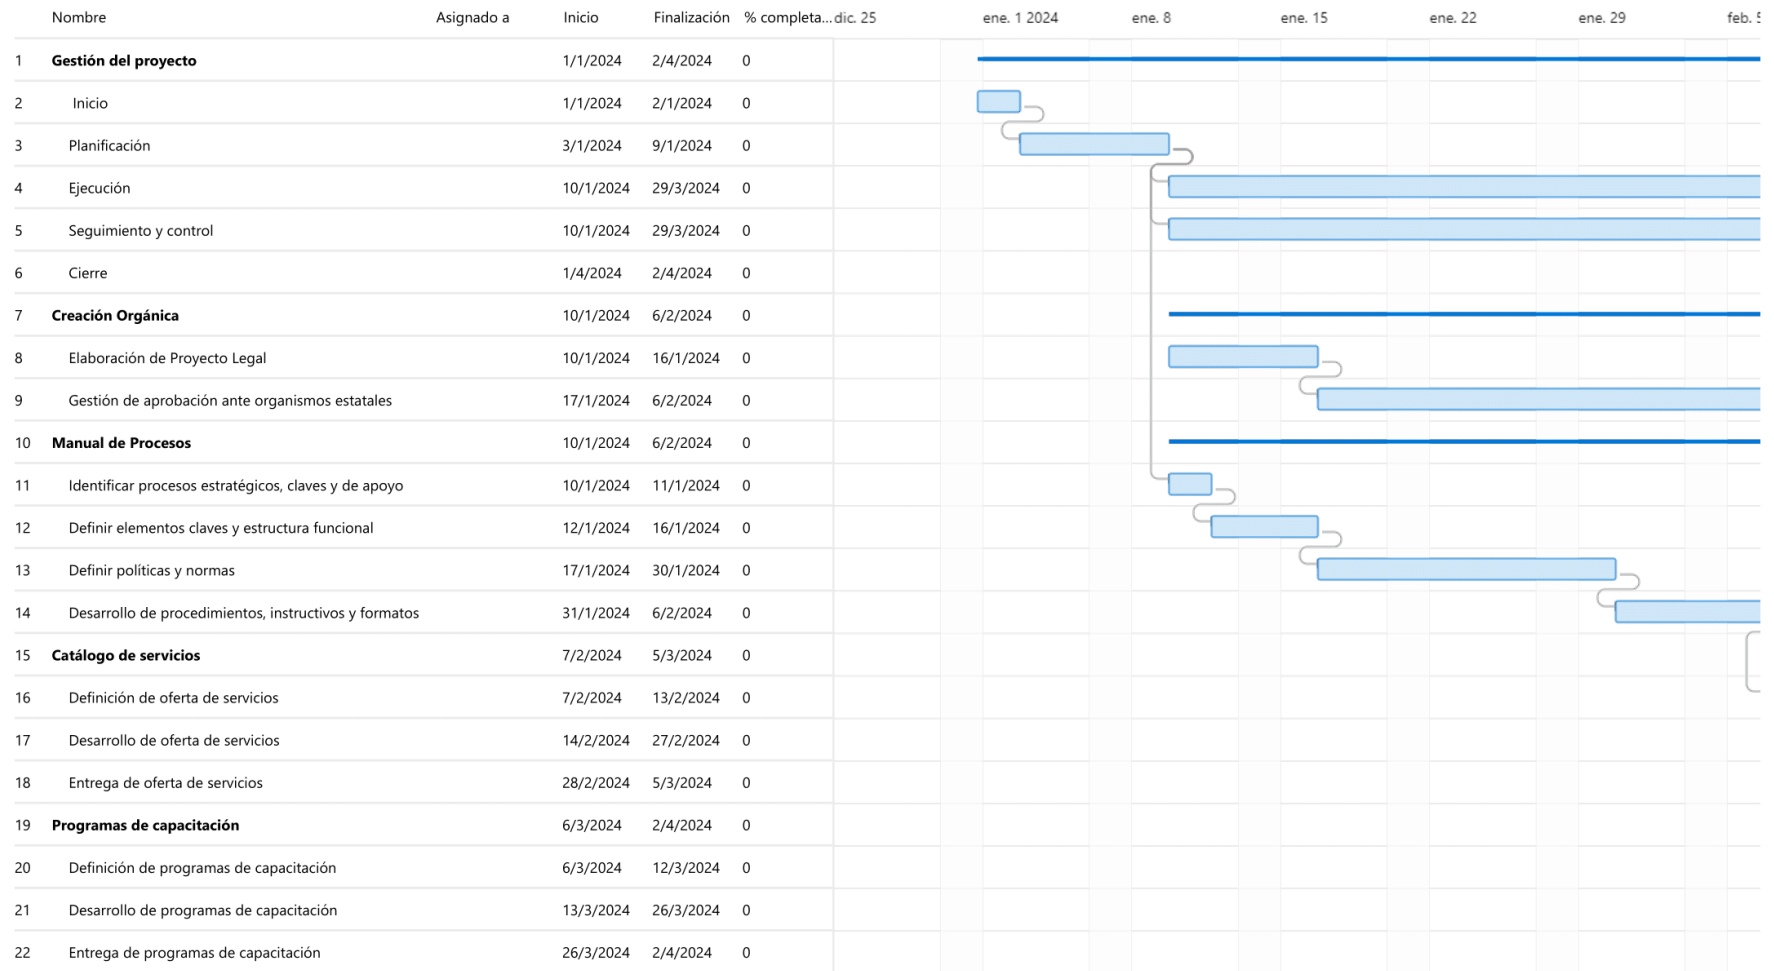 Nombre Asignado a Inicio Finalización % completa... dic. 25 ene. 1 2024 ene. 8 ene. 15 ene. 22 ene. 29 feb. 5
1 Gestión del proyecto 1/1/2024 2/4/2024 0
2 Inicio 1/1/2024 2/1/2024 0
3 Planificación 3/1/2024 9/1/2024 0
4 Ejecución 10/1/2024 29/3/2024 0
5 Seguimiento y control 10/1/2024 29/3/2024 0
6 Cierre 1/4/2024 2/4/2024 0
7 Creación Orgánica 10/1/2024 6/2/2024 0
8 Elaboración de Proyecto Legal 10/1/2024 16/1/2024 0
9 Gestión de aprobación ante organismos estatales 17/1/2024 6/2/2024 0
10 Manual de Procesos 10/1/2024 6/2/2024 0
11 Identificar procesos estratégicos, claves y de apoyo 10/1/2024 11/1/2024 0
12 Definir elementos claves y estructura funcional 12/1/2024 16/1/2024 0
13 Definir políticas y normas 17/1/2024 30/1/2024 0
14 Desarrollo de procedimientos, instructivos y formatos 31/1/2024 6/2/2024 0
15 Catálogo de servicios 7/2/2024 5/3/2024 0
16 Definición de oferta de servicios 7/2/2024 13/2/2024 0
17 Desarrollo de oferta de servicios 14/2/2024 27/2/2024 0
18 Entrega de oferta de servicios 28/2/2024 5/3/2024 0
19 Programas de capacitación 6/3/2024 2/4/2024 0
20 Definición de programas de capacitación 6/3/2024 12/3/2024 0
21 Desarrollo de programas de capacitación 13/3/2024 26/3/2024 0
22 Entrega de programas de capacitación 26/3/2024 2/4/2024 0